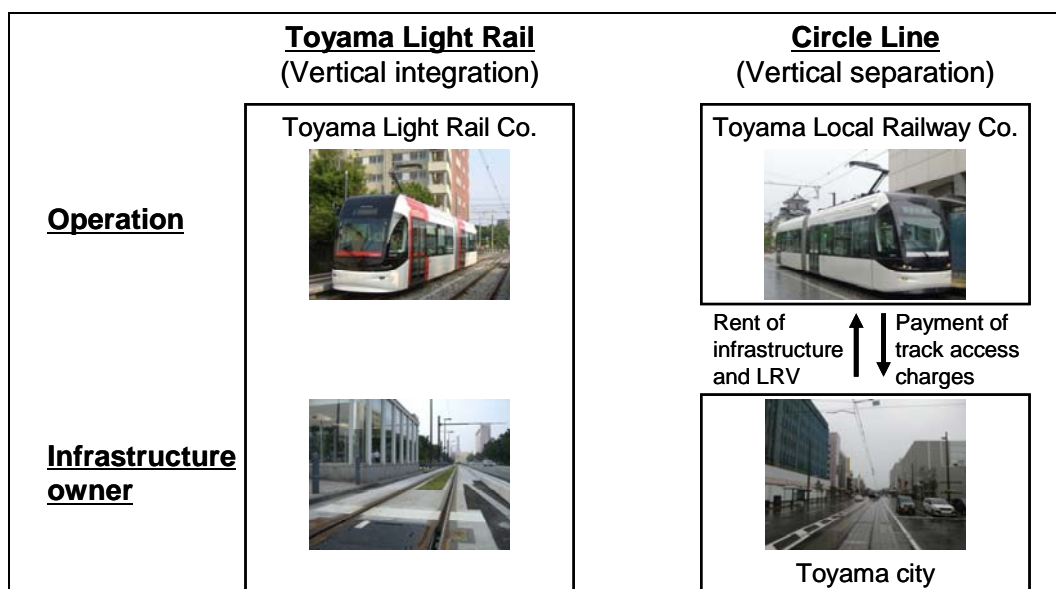 Toyama Light Rail
(Vertical integration)
Circle Line
(Vertical separation)
Toyama Light Rail Co.
Toyama Local Railway Co.
Operation
Rent of
infrastructure
and LRV
Payment of
track access
charges
Infrastructure
owner
Toyama city